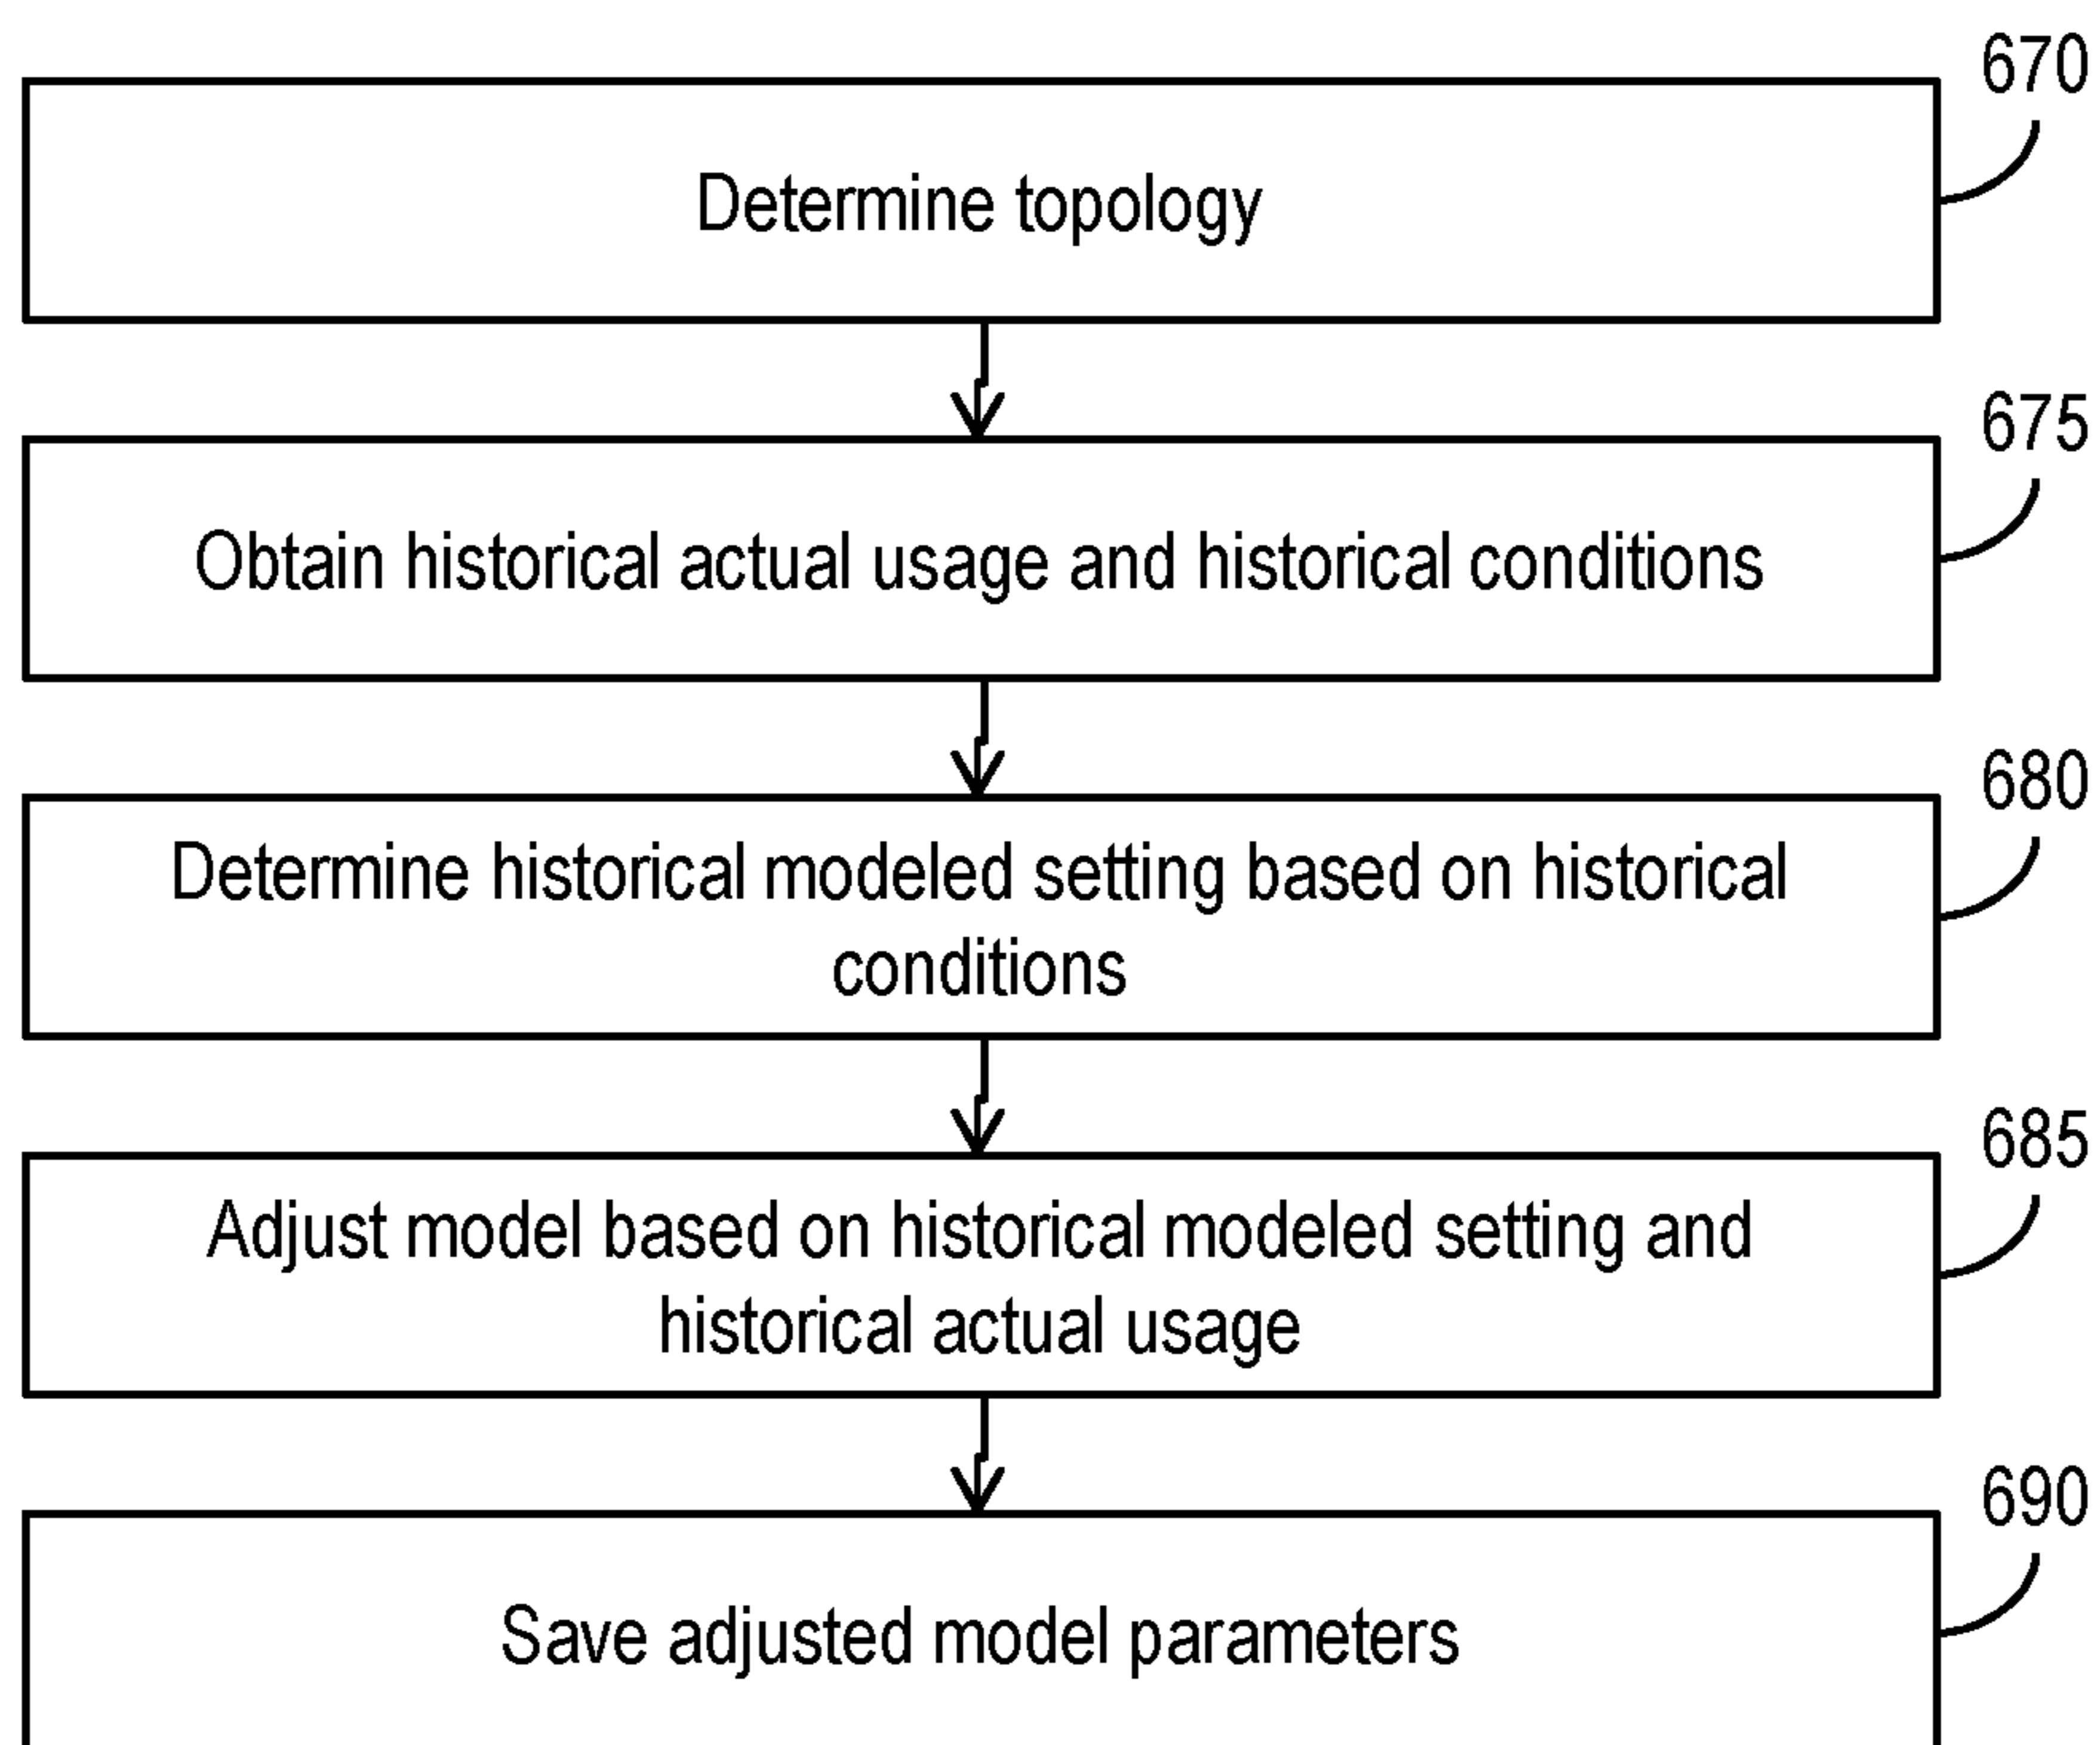 670
Determine topology
675
Obtain historical actual usage and historical conditions
680
Determine historical modeled setting based on historical
conditions
685
Adjust model based on historical modeled setting and
historical actual usage
690
Save adjusted model parameters